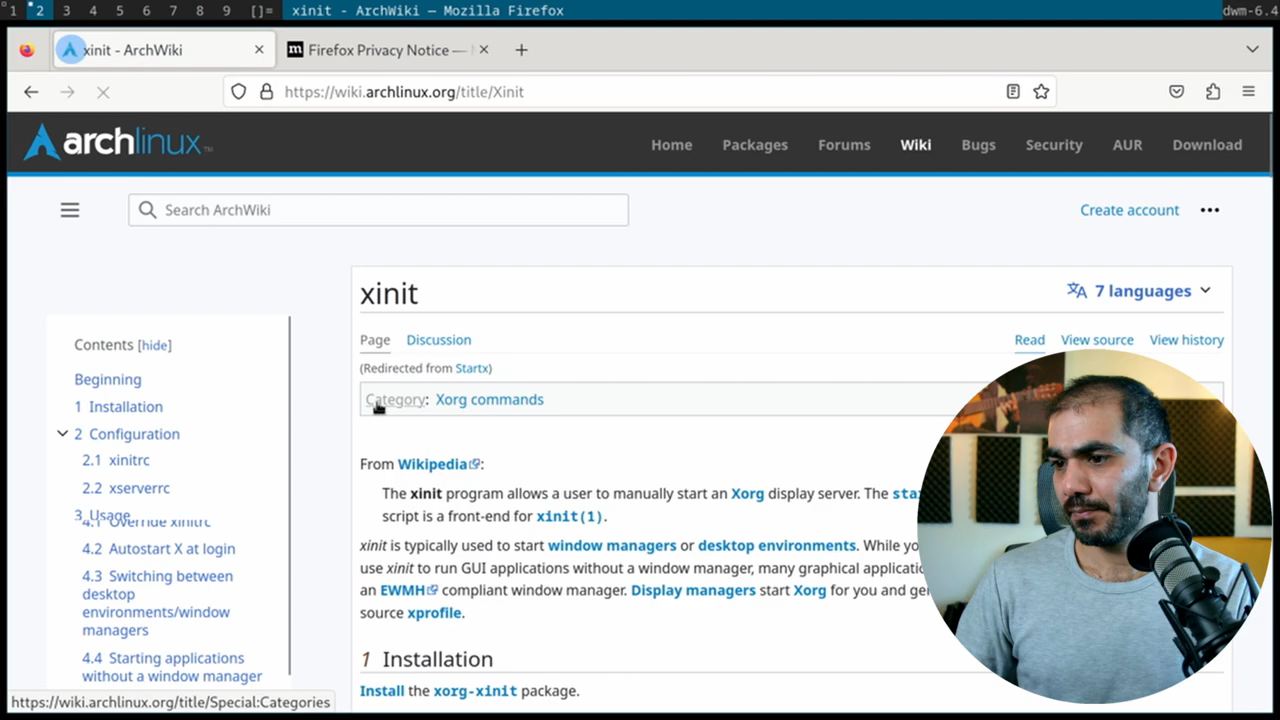 1 2 3 4 5 6 7 8 9 []= xinit - ArchWiki — Mozilla Firefox dwm-6.4
xinit - ArchWiki Firefox Privacy Notice —
https://wiki.archlinux.org/title/Xinit
archlinux™ Home Packages Forums Wiki Bugs Security AUR Download
Search ArchWiki Create account
xinit 7 languages
Page Discussion Read View source View history
(Redirected from Startx)
Category: Xorg commands
Contents [hide]
Beginning
1 Installation
2 Configuration
2.1 xinitrc
2.2 xserverrc
3 Usage
4.1 Override xinitrc
4.2 Autostart X at login
4.3 Switching between
desktop
environments/window
managers
4.4 Starting applications
without a window manager
From Wikipedia:
The xinit program allows a user to manually start an Xorg display server. The
script is a front-end for xinit(1).
xinit is typically used to start window managers or desktop environments. While
use xinit to run GUI applications without a window manager, many graphical
an EWMH compliant window manager. Display managers start Xorg for you and
source xprofile.
1 Installation
Install the xorg-xinit package.
https://wiki.archlinux.org/title/Special:Categories